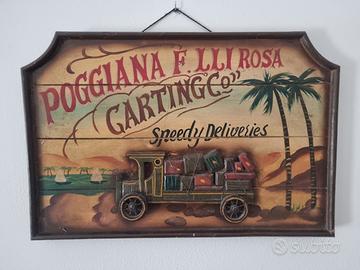 POGGIANA F.LLI ROSA
CARTING Co"
Speedy Deliveries
subito